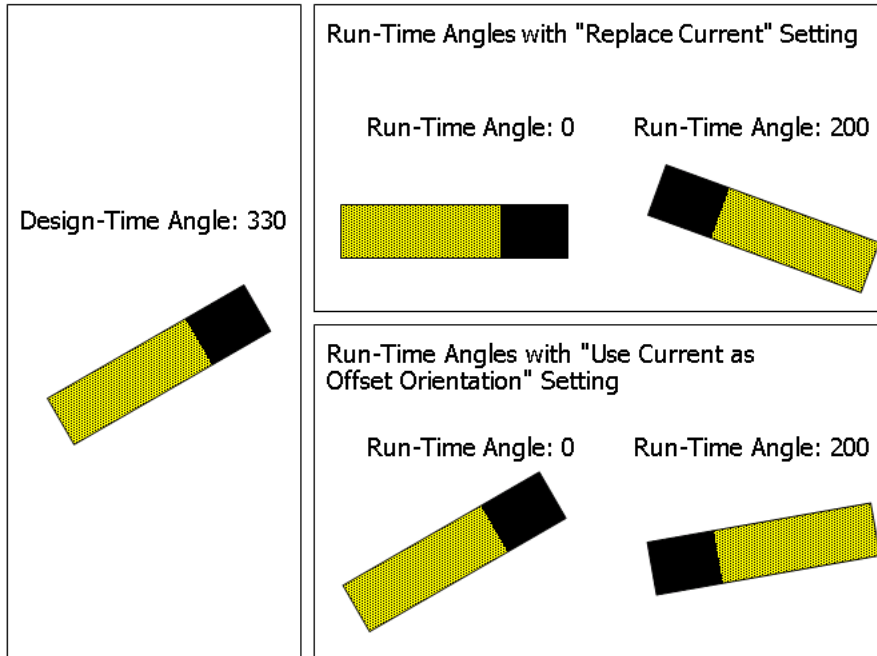 Design-Time Angle: 330
Run-Time Angles with "Replace Current" Setting
Run-Time Angle: 0
Run-Time Angle: 200
Run-Time Angles with "Use Current as
Offset Orientation" Setting
Run-Time Angle: 0
Run-Time Angle: 200